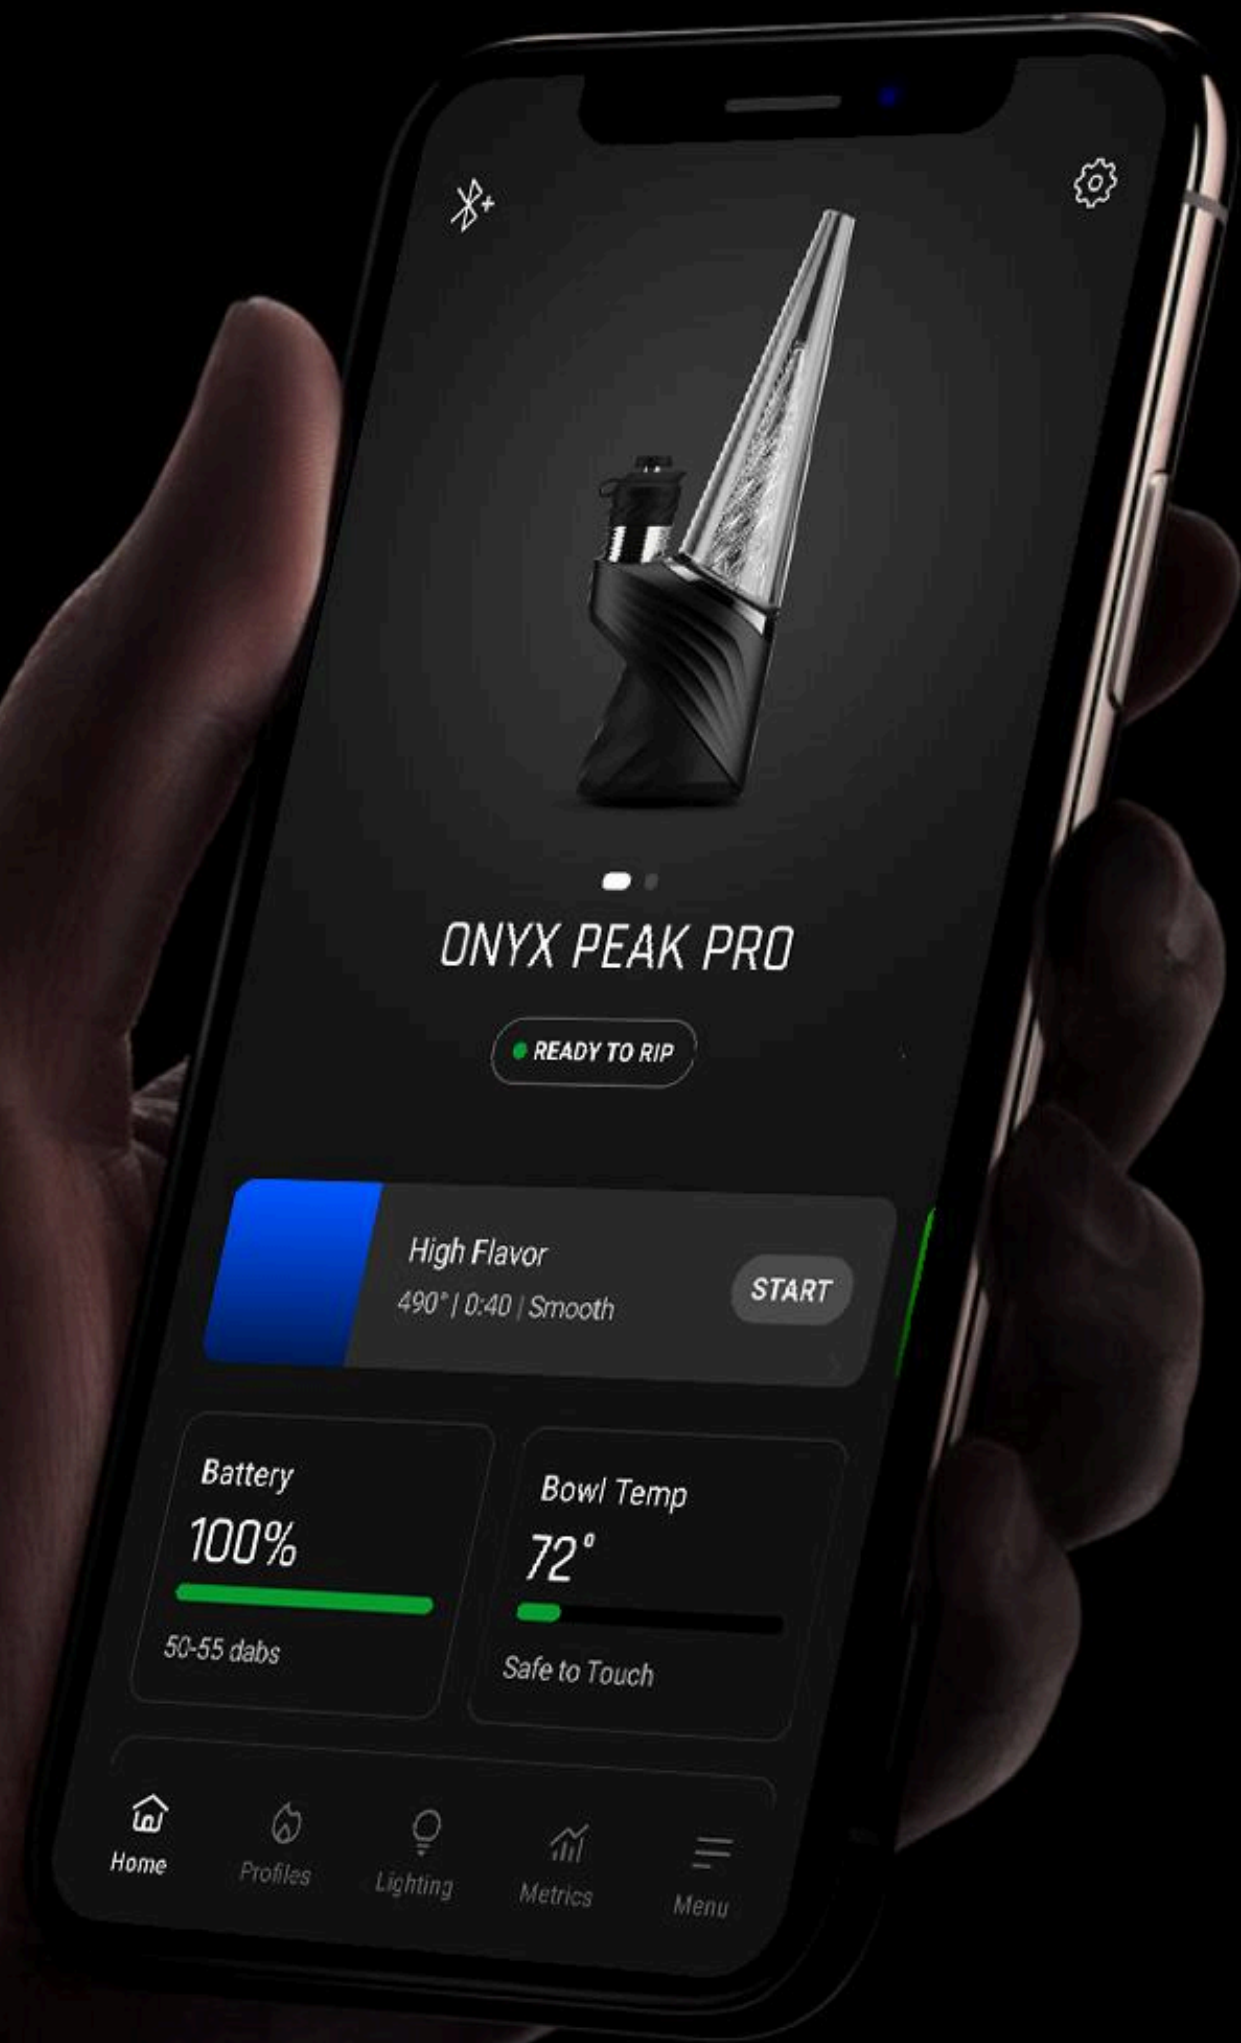 ONYX PEAK PRO
READY TO RIP
High Flavor
490° | 0:40 | Smooth
START
Battery
100%
50-55 dabs
Bowl Temp
72°
Safe to Touch
Home
Profiles
Lighting
Metrics
Menu